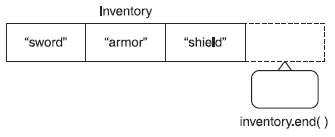 Inventory
“sword” “armor” “shield”
inventory.end( )